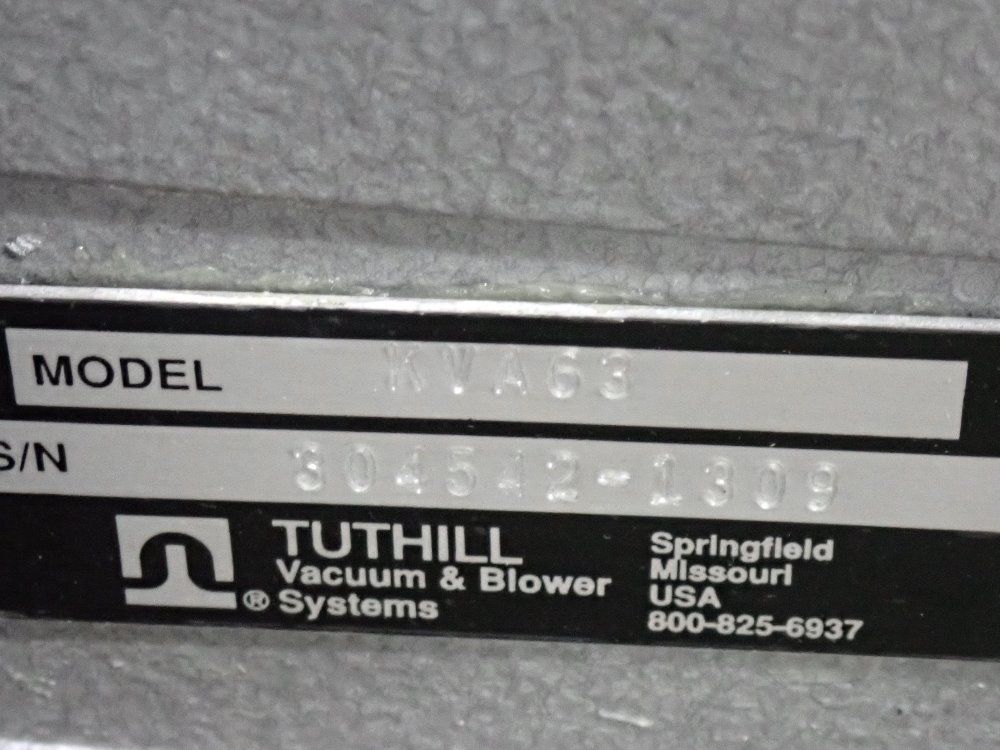 MODEL KVA63
S/N 304542-1309
TUTHILL
Vacuum & Blower
® Systems
Springfield
Missouri
USA
800-825-6937